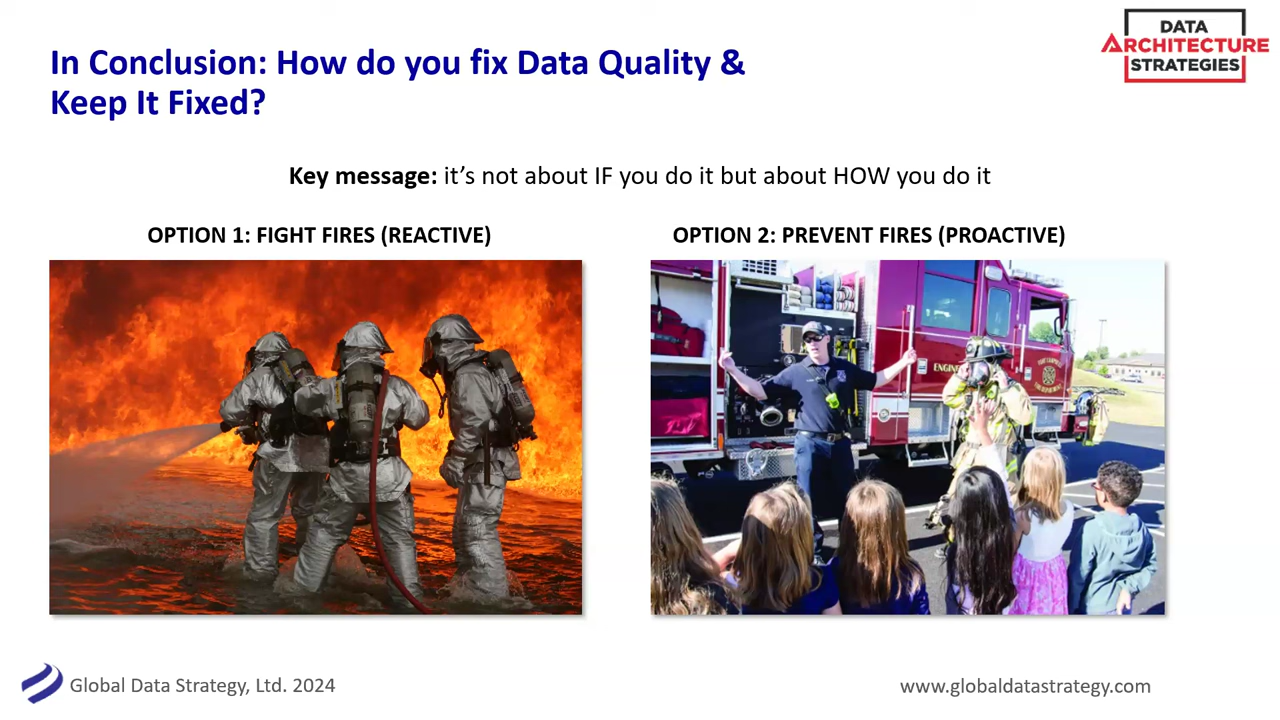 In Conclusion: How do you fix Data Quality &
Keep It Fixed?
DATA
ARCHITECTURE
STRATEGIES
Key message: it’s not about IF you do it but about HOW you do it
OPTION 1: FIGHT FIRES (REACTIVE)
OPTION 2: PREVENT FIRES (PROACTIVE)
ENGINE
Global Data Strategy, Ltd. 2024
www.globaldatastrategy.com